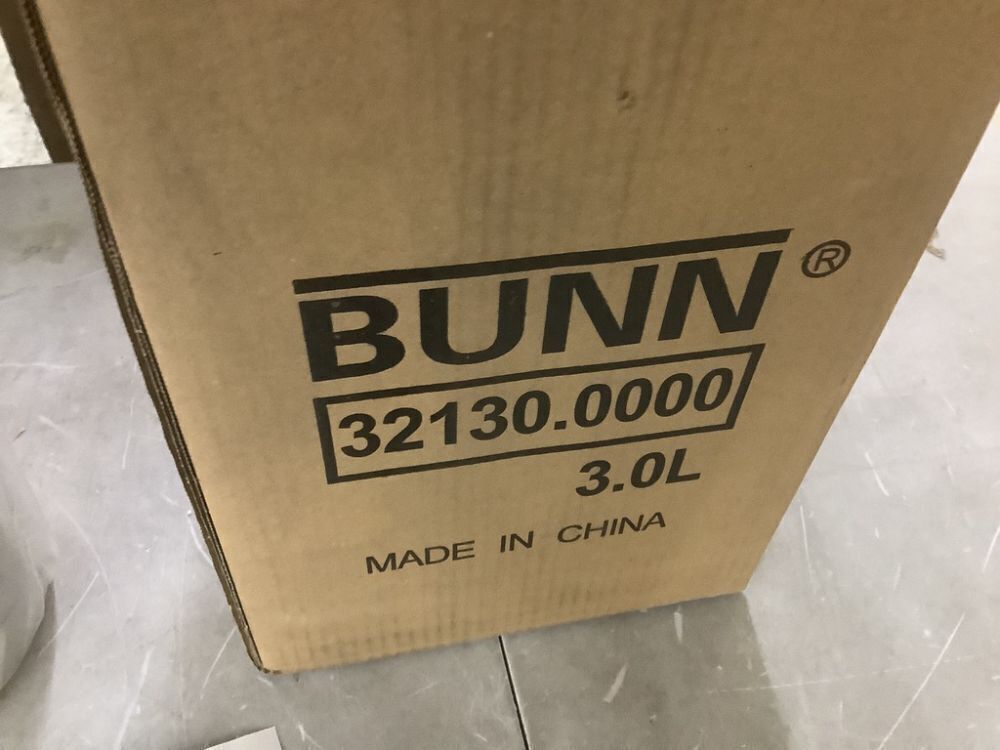 BUNN®
32130.0000
3.0L
MADE IN CHINA